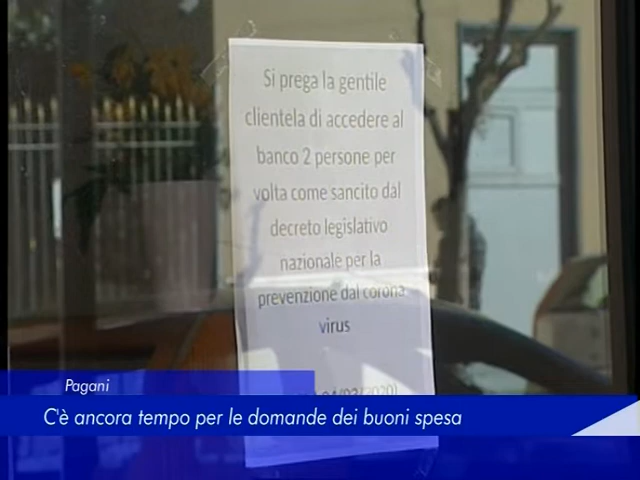 Si prega la gentile
clientela di accedere al
banco 2 persone per
volta come sancito dal
decreto legislativo
nazionale per la
prevenzione dal corona
virus
Pagani
C'è ancora tempo per le domande dei buoni spesa